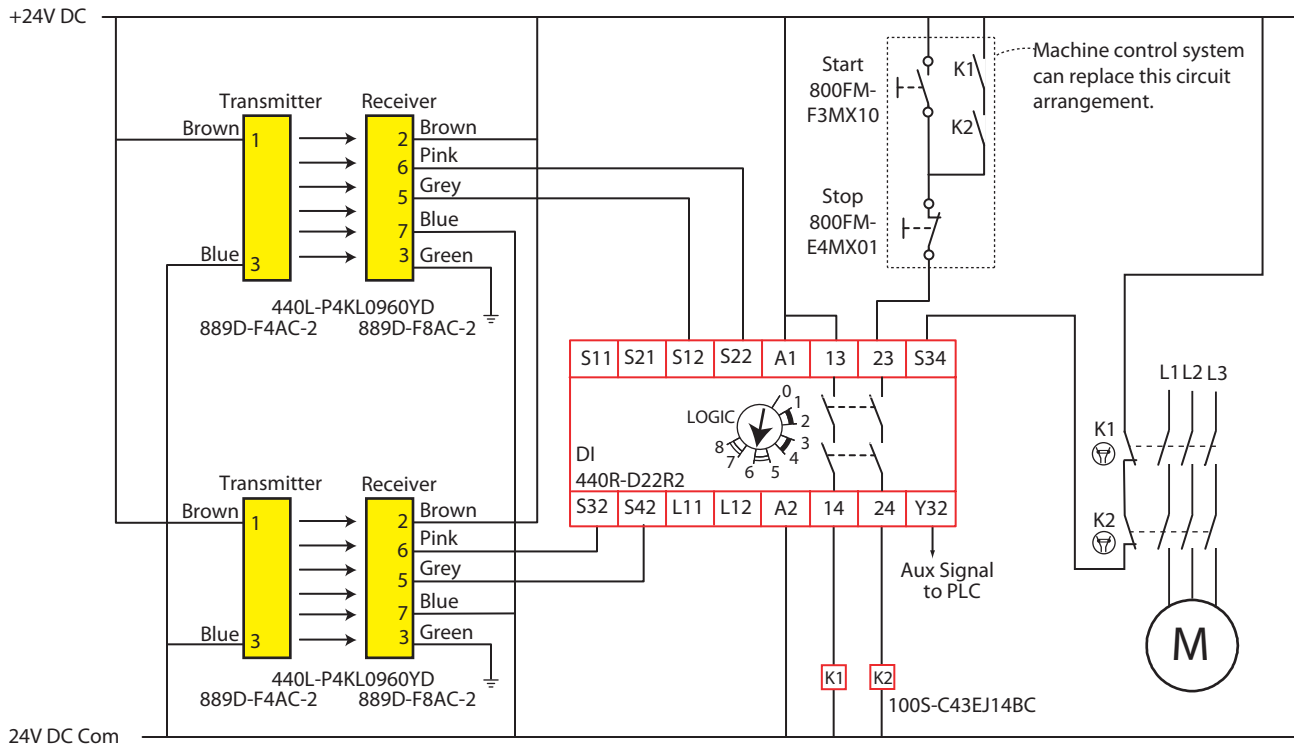 +24V DC
Transmitter
Receiver
Brown
1
2
Brown
6
Pink
5
Grey
7
Blue
Blue
3
3
Green
440L-P4KL0960YD
889D-F4AC-2
889D-F8AC-2
Start
800FM-
F3MX10
K1
K2
Machine control system
can replace this circuit
arrangement.
Stop
800FM-
E4MX01
S11
S21
S12
S22
A1
13
23
S34
LOGIC
0
1
2
3
4
5
6
7
8
DI
440R-D22R2
S32
S42
L11
L12
A2
14
24
Y32
Aux Signal
to PLC
L1
L2
L3
K1
K2
M
Transmitter
Receiver
Brown
1
2
Brown
6
Pink
5
Grey
7
Blue
Blue
3
3
Green
440L-P4KL0960YD
889D-F4AC-2
889D-F8AC-2
K1
K2
100S-C43EJ14BC
24V DC Com